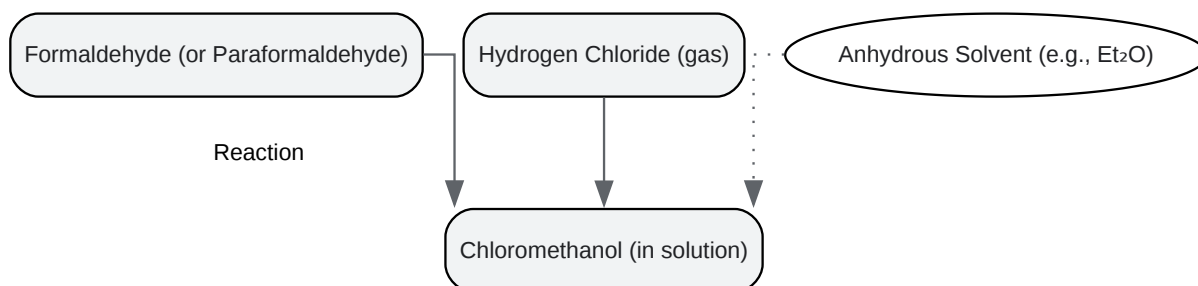 Formaldehyde (or Paraformaldehyde)
Hydrogen Chloride (gas)
Anhydrous Solvent (e.g., Et₂O)
Reaction
Chloromethanol (in solution)